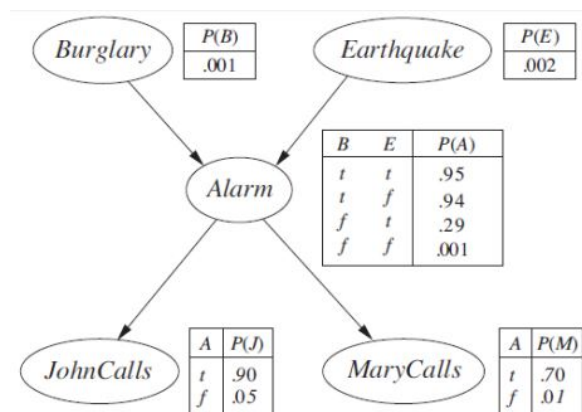 Burglary
P(B)
.001
Earthquake
P(E)
.002
Alarm
B E P(A)
t t .95
t f .94
f t .29
f f .001
JohnCalls
A P(J)
t .90
f .05
MaryCalls
A P(M)
t .70
f .01